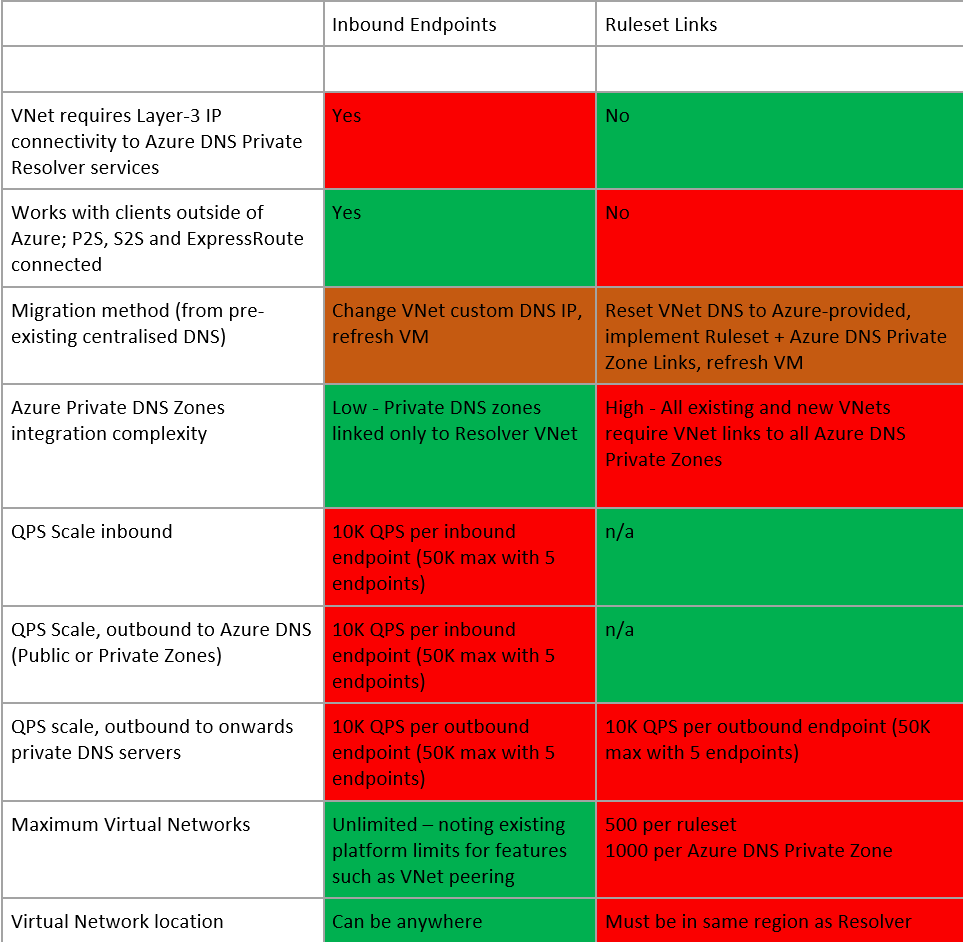 Inbound Endpoints
Ruleset Links
VNet requires Layer-3 IP
connectivity to Azure DNS Private
Resolver services
Yes
No
Works with clients outside of
Azure; P2S, S2S and ExpressRoute
connected
Yes
No
Migration method (from pre-
existing centralised DNS)
Change VNet custom DNS IP,
refresh VM
Reset VNet DNS to Azure-provided,
implement Ruleset + Azure DNS Private
Zone Links, refresh VM
Azure Private DNS Zones
integration complexity
Low - Private DNS zones
linked only to Resolver VNet
High - All existing and new VNets
require VNet links to all Azure DNS
Private Zones
QPS Scale inbound
10K QPS per inbound
endpoint (50K max with 5
endpoints)
n/a
QPS Scale, outbound to Azure DNS
(Public or Private Zones)
10K QPS per inbound
endpoint (50K max with 5
endpoints)
n/a
QPS scale, outbound to onwards
private DNS servers
10K QPS per outbound
endpoint (50K max with 5
endpoints)
10K QPS per outbound endpoint (50K
max with 5 endpoints)
Maximum Virtual Networks
Unlimited – noting existing
platform limits for features
such as VNet peering
500 per ruleset
1000 per Azure DNS Private Zone
Virtual Network location
Can be anywhere
Must be in same region as Resolver